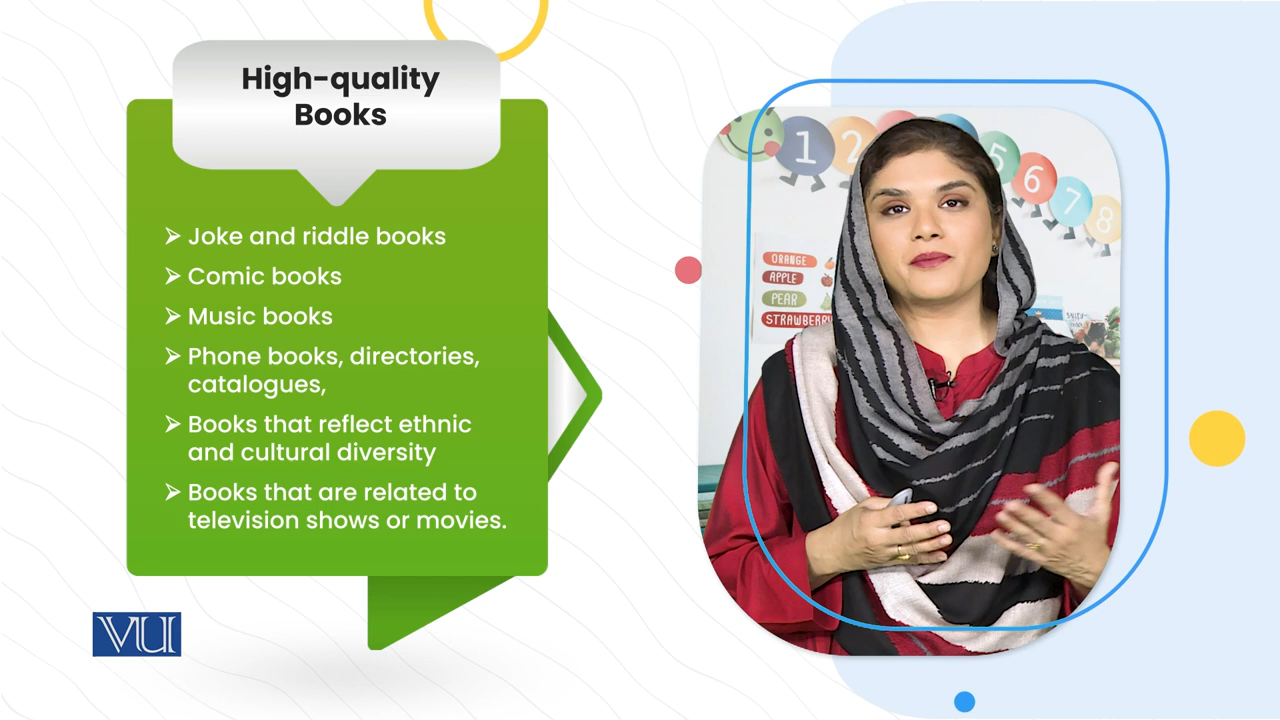 High-quality
Books
➢ Joke and riddle books
➢ Comic books
➢ Music books
➢ Phone books, directories,
catalogues,
➢ Books that reflect ethnic
and cultural diversity
➢ Books that are related to
television shows or movies.
VU
1 2 5 6 7 8
ORANGE
APPLE
PEAR
STRAWBERRY